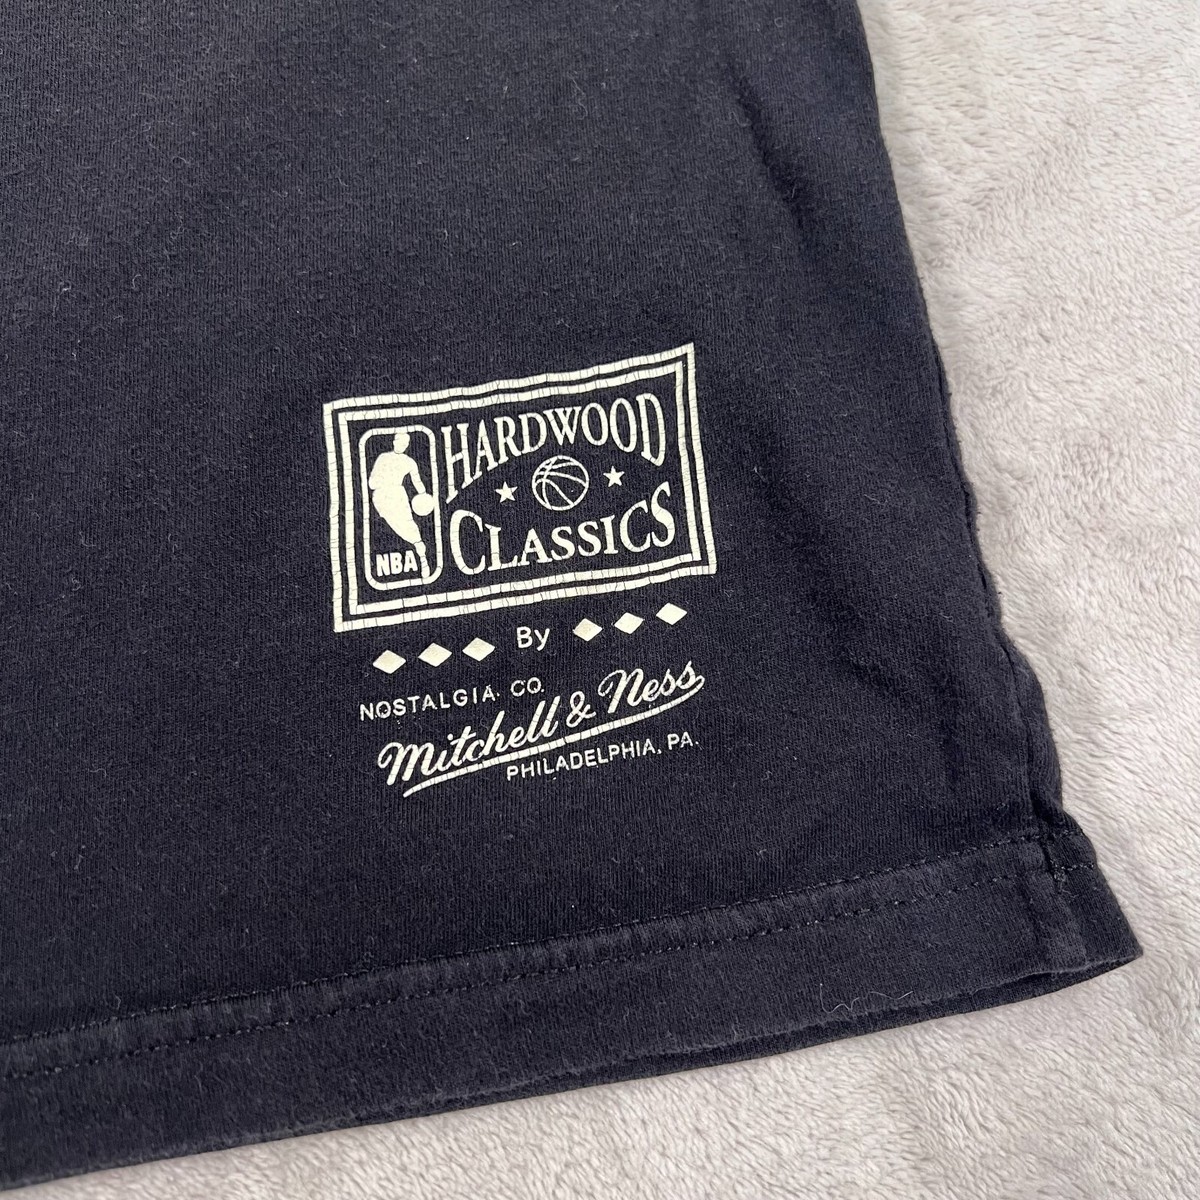 HARDWOOD
CLASSICS
NBA
By
NOSTALGIA. CO.
Mitchell & Ness
PHILADELPHIA, PA.